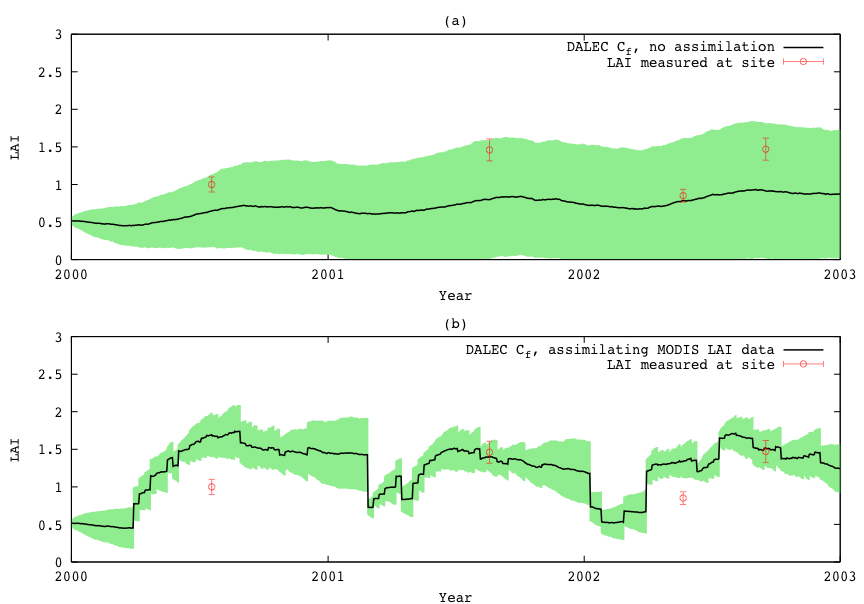 (a)
3
2.5
2
1.5
1
0.5
0
LAI
DALEC Cf, no assimilation
LAI measured at site
2000
2001
2002
2003
Year
(b)
3
2.5
2
1.5
1
0.5
0
LAI
DALEC Cf, assimilating MODIS LAI data
LAI measured at site
2000
2001
2002
2003
Year